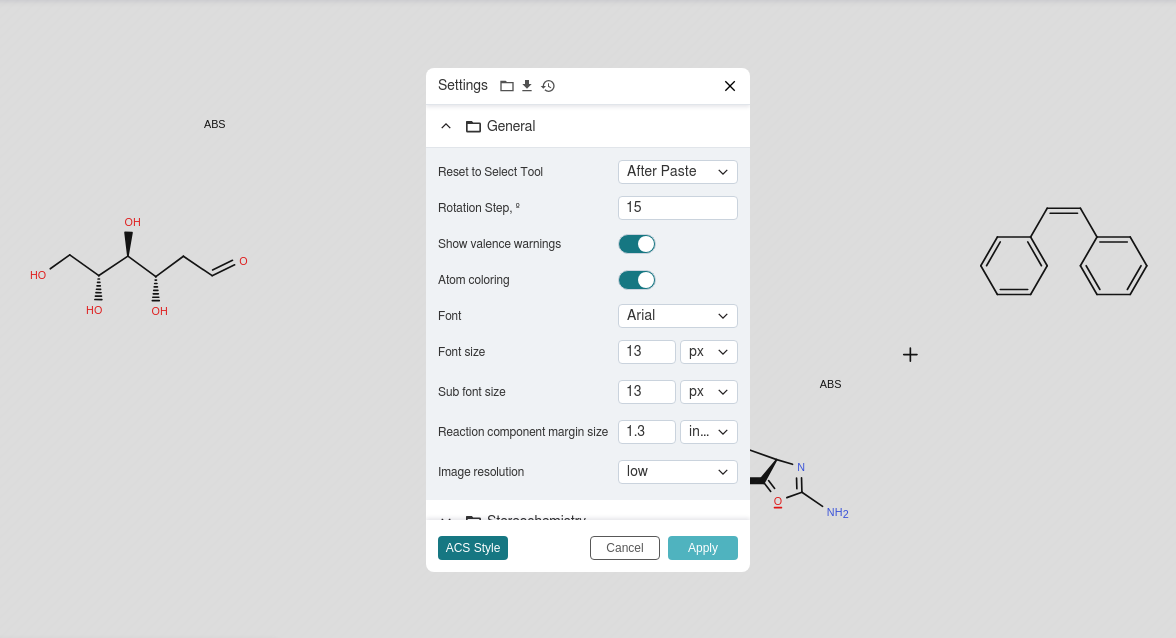 Settings
General
Reset to Select Tool After Paste
Rotation Step, º 15
Show valence warnings
Atom coloring
Font Arial
Font size 13 px
Sub font size 13 px
Reaction component margin size 1.3 in...
Image resolution low
Stereochemistry
ACS Style Cancel Apply
ABS
OH
HO
O
HO
OH
ABS
N
O
NH2
+